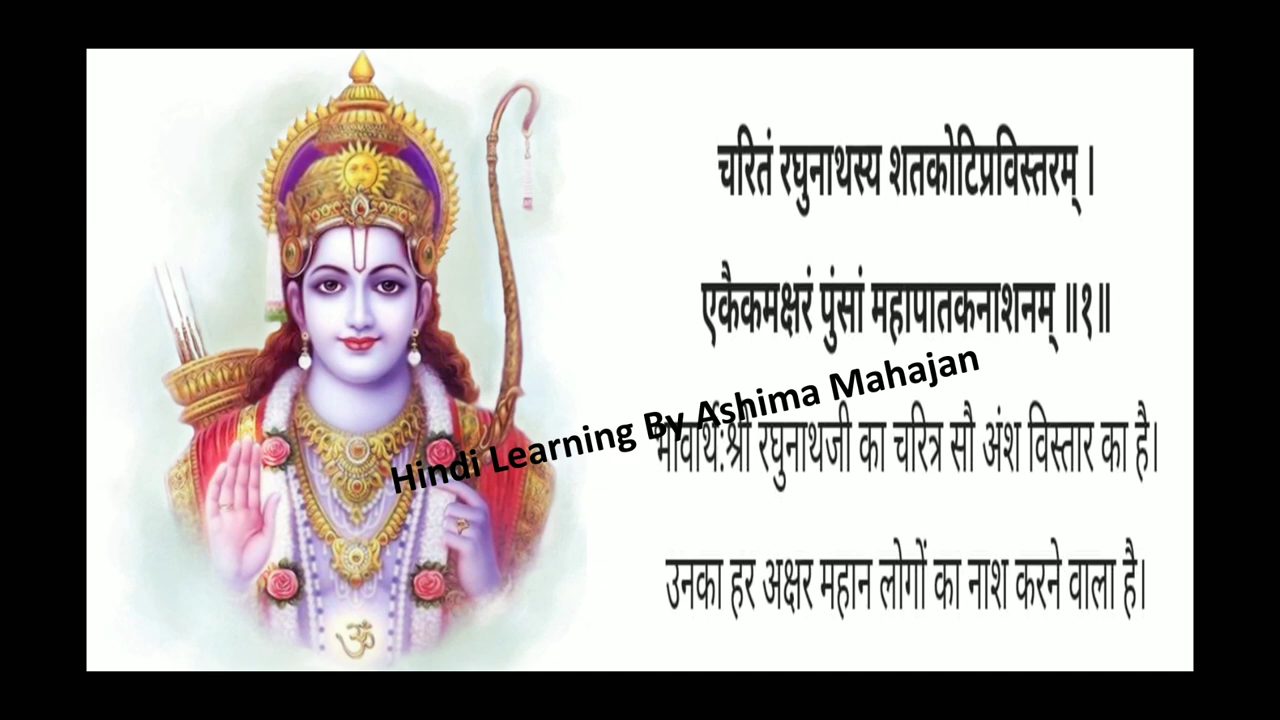 चरितं रघुनाथस्य शतकोटिप्रविस्तरम् ।
एकैकमक्षरं पुंसां महापातकनाशनम् ॥१॥
Hindi Learning By Ashima Mahajan
भावार्थ:श्री रघुनाथजी का चरित्र सौ अंश विस्तार का है।
उनका हर अक्षर महान लोगों का नाश करने वाला है।
ॐ